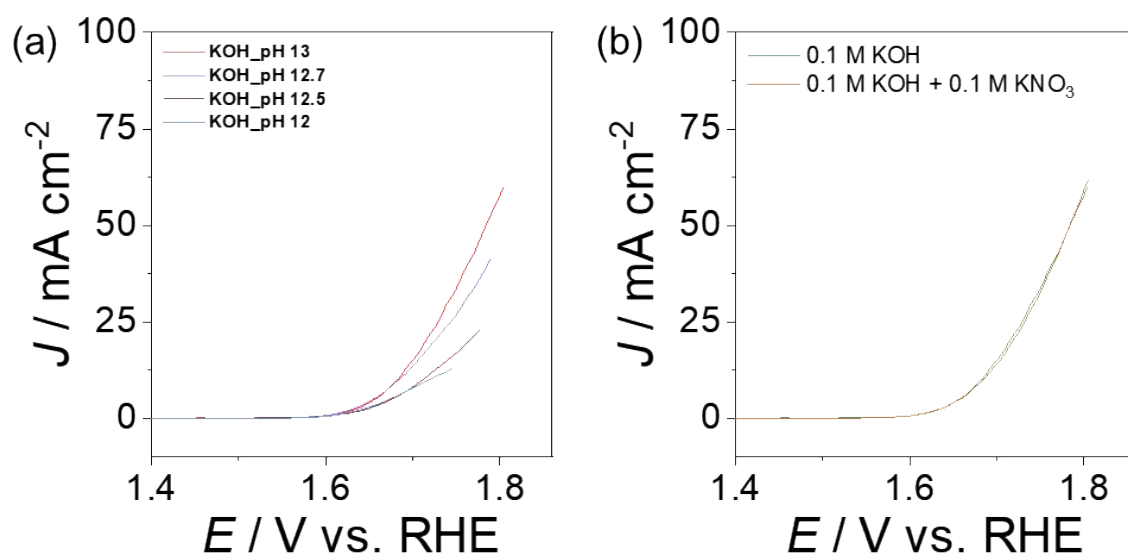 (a)
KOH_pH 13
KOH_pH 12.7
KOH_pH 12.5
KOH_pH 12
100
75
50
25
0
J / mA cm⁻²
1.4
1.6
1.8
E / V vs. RHE
(b)
0.1 M KOH
0.1 M KOH + 0.1 M KNO₃
100
75
50
25
0
J / mA cm⁻²
1.4
1.6
1.8
E / V vs. RHE